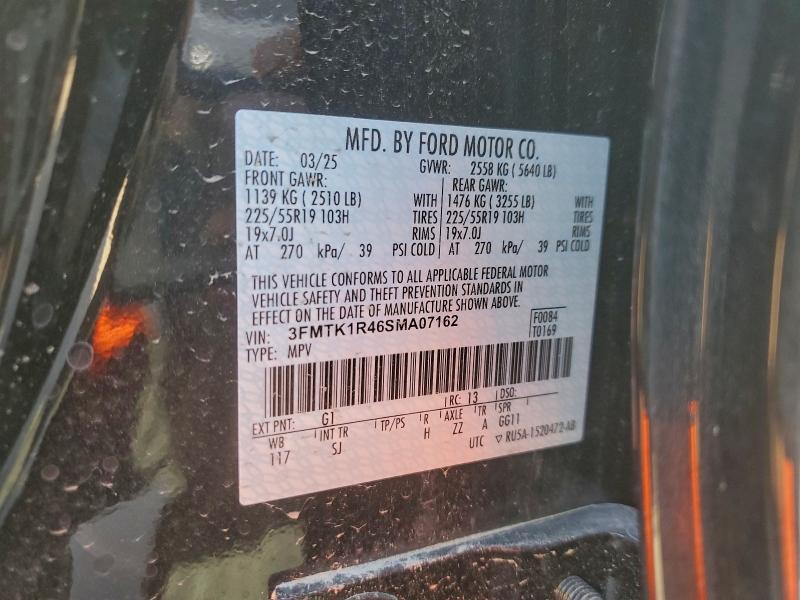 MFD. BY FORD MOTOR CO.
DATE: 03/25 GVWR: 2558 KG ( 5640 LB)
FRONT GAWR: REAR GAWR:
1139 KG ( 2510 LB) WITH 1476 KG ( 3255 LB) WITH
225/55R19 103H TIRES 225/55R19 103H TIRES
19x7.0J RIMS 19x7.0J RIMS
AT 270 kPa/ 39 PSI COLD AT 270 kPa/ 39 PSI COLD
THIS VEHICLE CONFORMS TO ALL APPLICABLE FEDERAL MOTOR
VEHICLE SAFETY AND THEFT PREVENTION STANDARDS IN
EFFECT ON THE DATE OF MANUFACTURE SHOWN ABOVE.
VIN: 3FMTK1R46SMA07162 F0084
TYPE: MPV T0169
EXT PNT: G1 RC: 13 DSO:
WB INT TR TP/PS R AXLE TR SPR
117 SJ H ZZ A GG11
UTC ▽ RU5A-1520472-AB